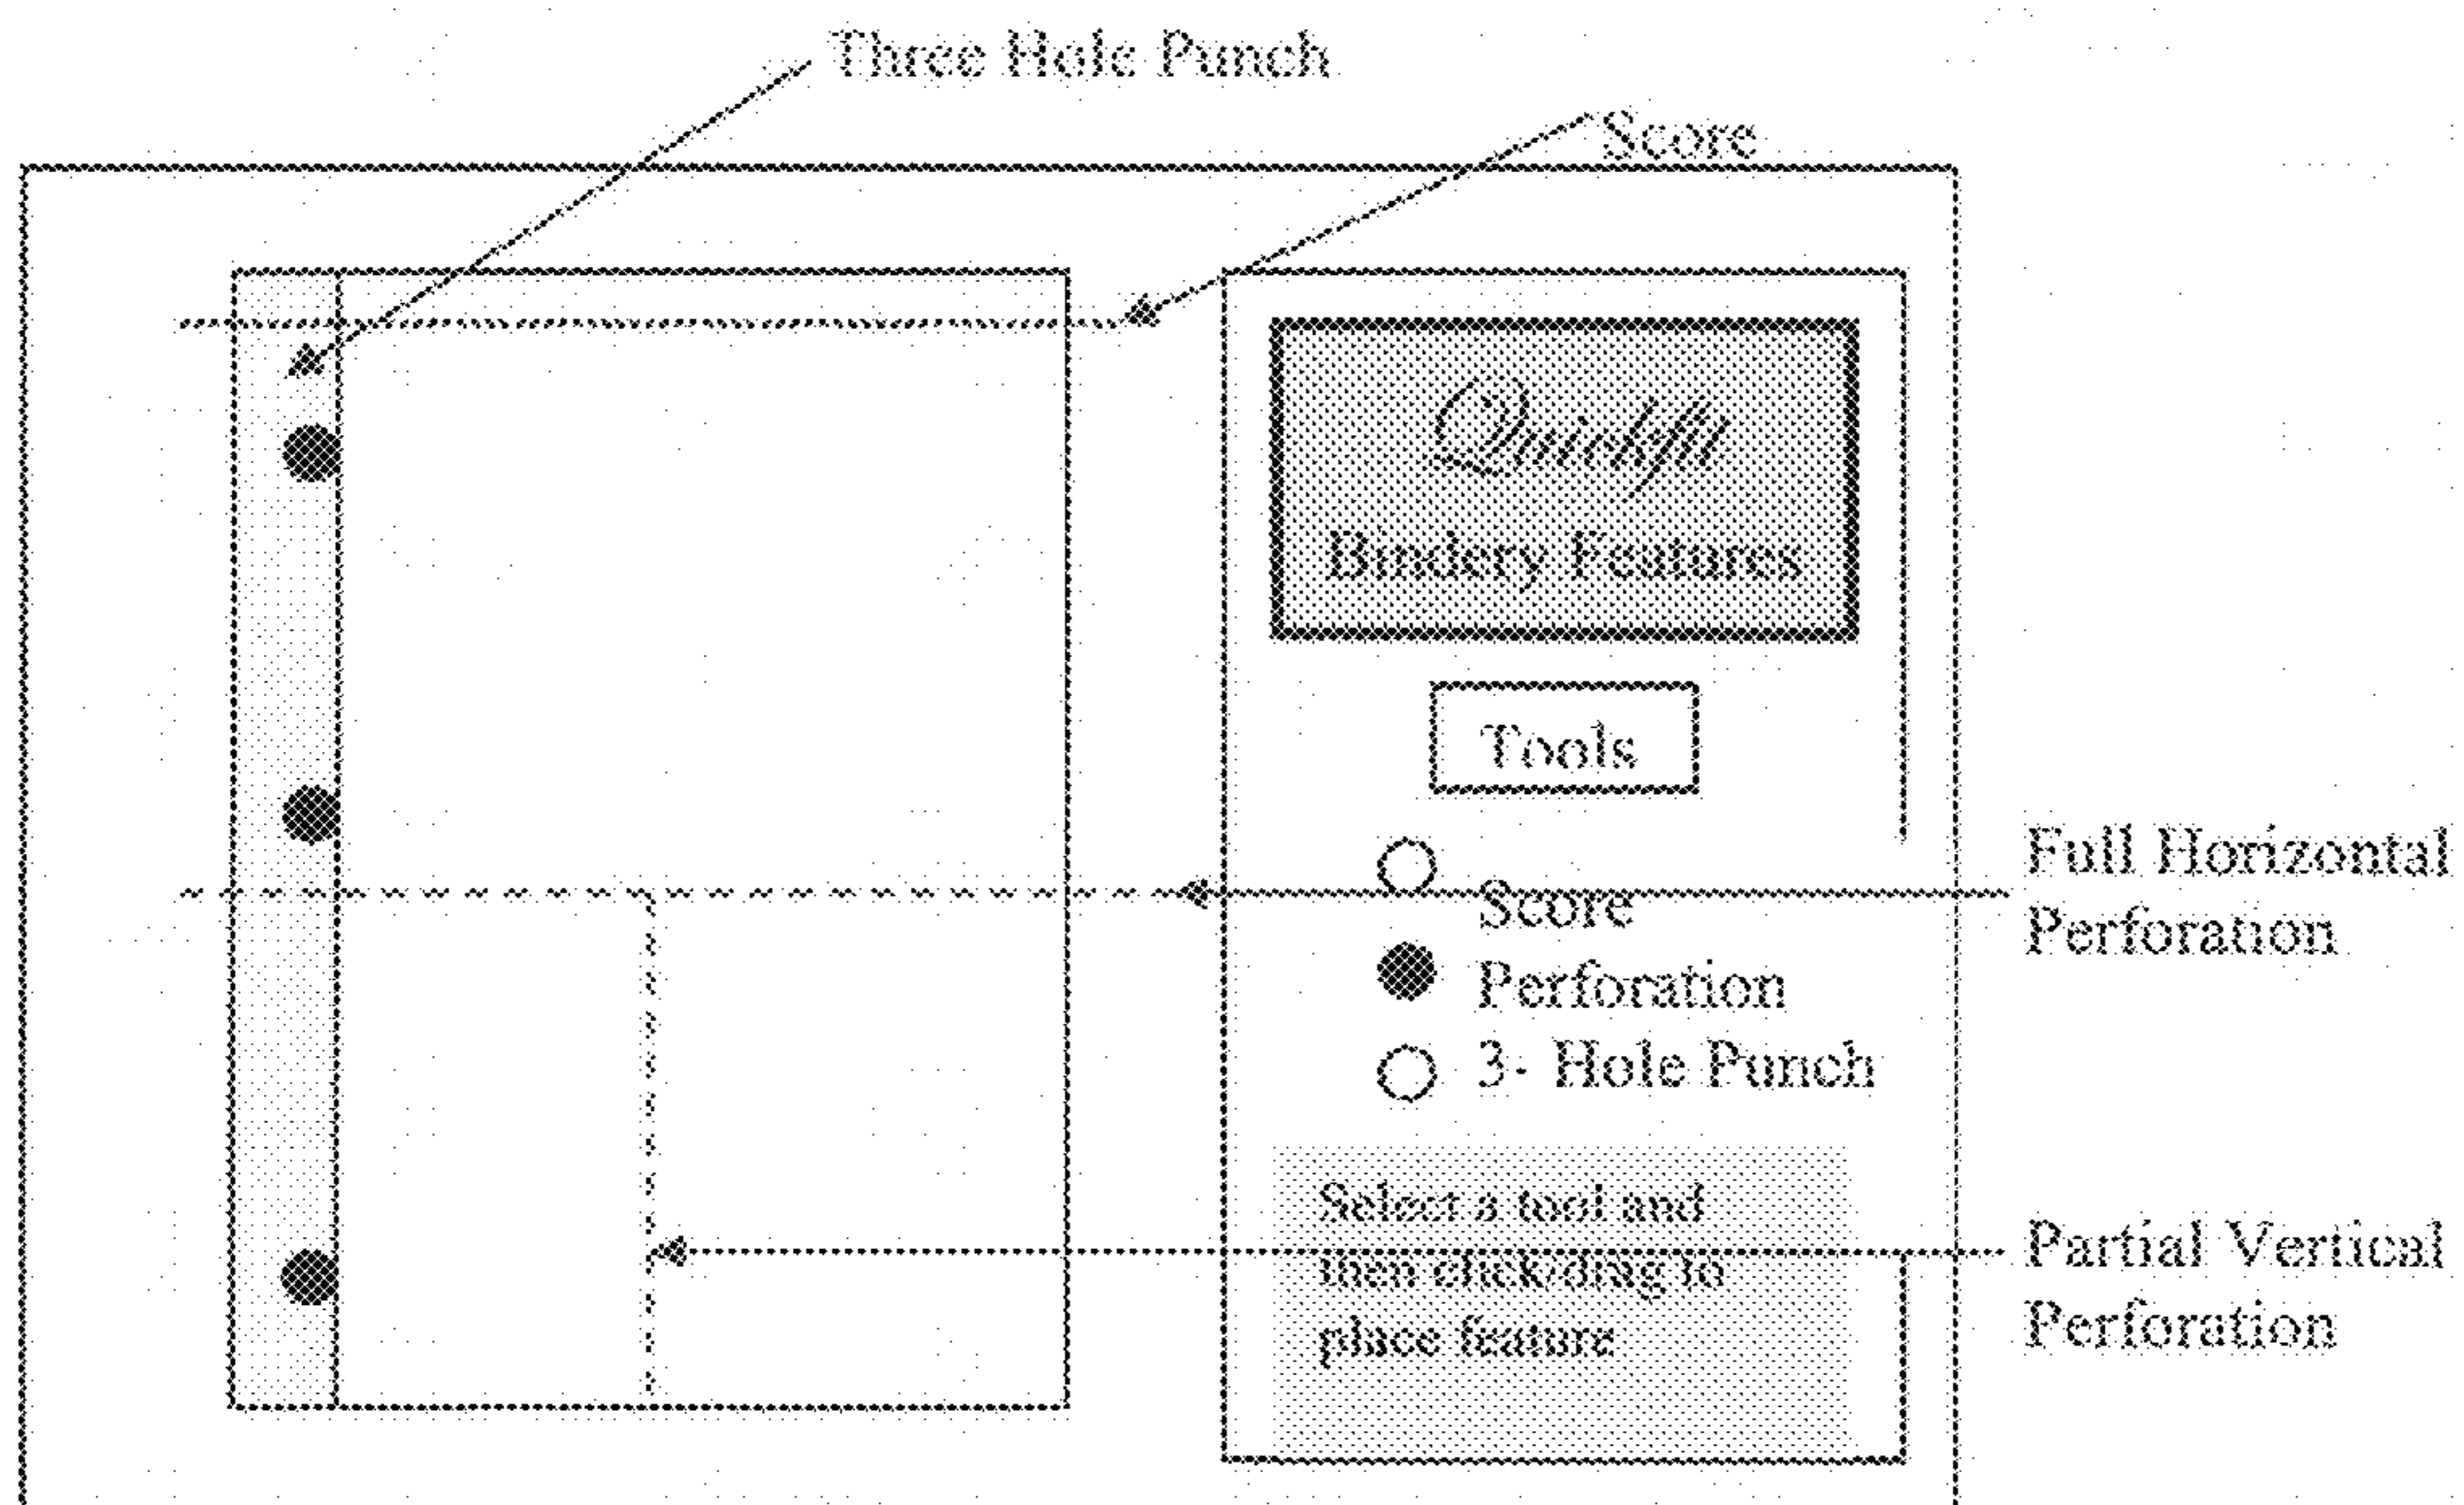 Three Hole Punch
Score
Bindery Features
Tools
Score
Perforation
3- Hole Punch
Select a tool and
then click/drag to
place feature
Full Horizontal
Perforation
Partial Vertical
Perforation